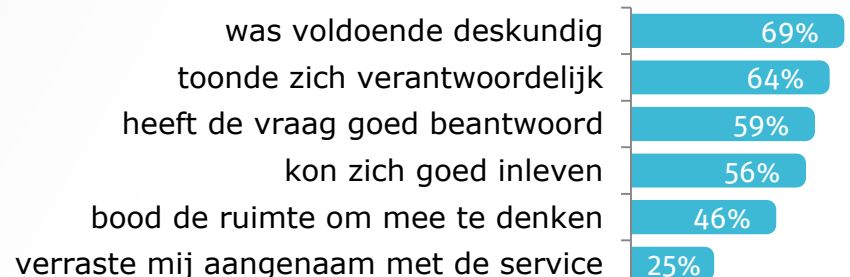 was voldoende deskundig 69%
toonde zich verantwoordelijk 64%
heeft de vraag goed beantwoord 59%
kon zich goed inleven 56%
bood de ruimte om mee te denken 46%
verraste mij aangenaam met de service 25%